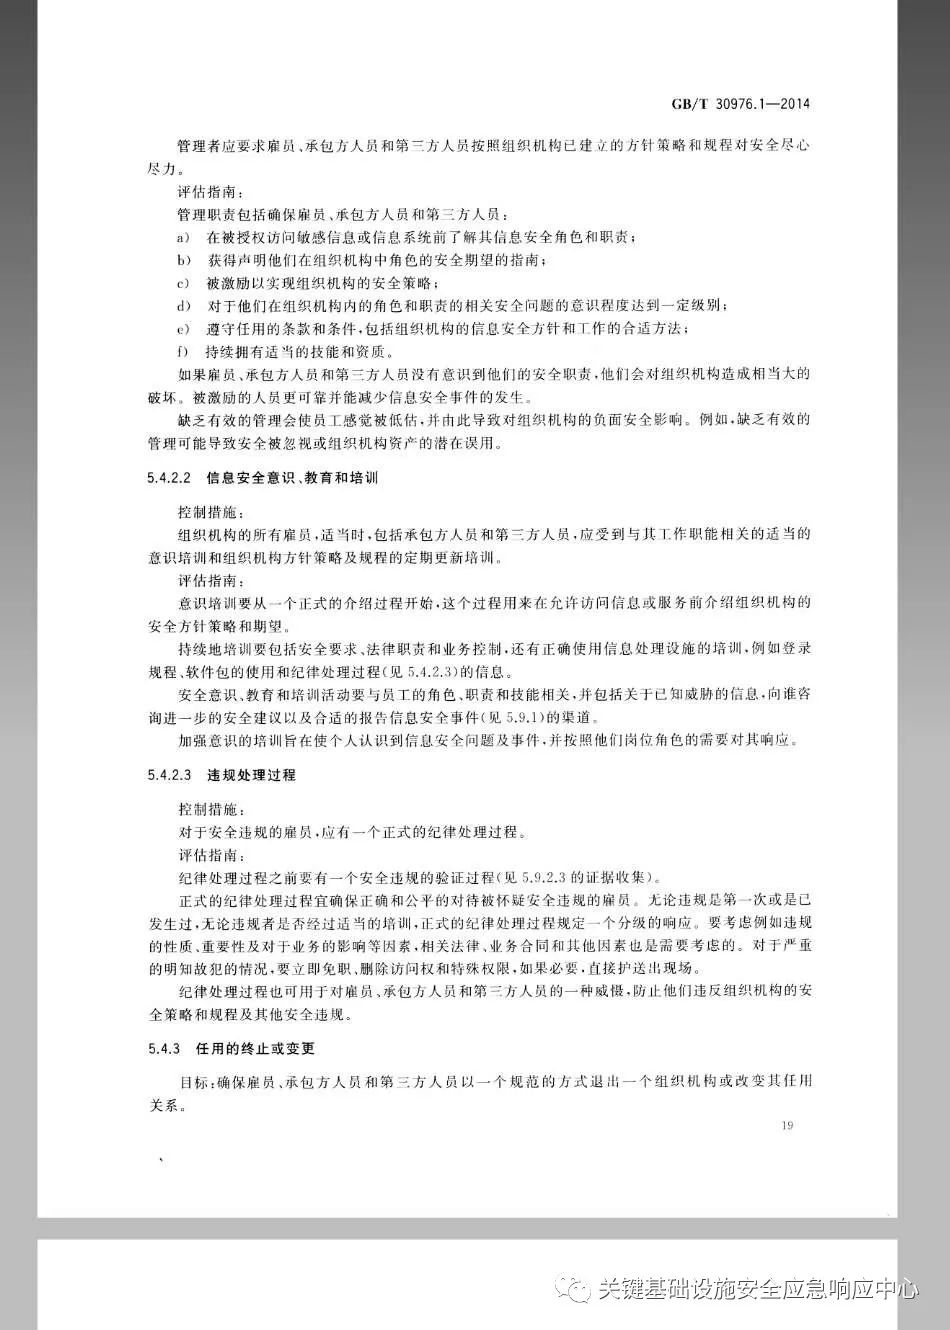 GB/T 30976.1—2014
管理者应要求雇员、承包方人员和第三方人员按照组织机构已建立的方针策略和规程对安全尽心
尽力。
评估指南：
管理职责包括确保雇员、承包方人员和第三方人员：
a) 在被授权访问敏感信息或信息系统前了解其信息安全角色和职责；
b) 获得声明他们在组织机构中角色的安全期望的指南；
c) 被激励以实现组织机构的安全策略；
d) 对于他们在组织机构内的角色和职责的相关安全问题的意识程度达到一定级别；
e) 遵守任用的条款和条件，包括组织机构的信息安全方针和工作的合适方法；
f) 持续拥有适当的技能和资质。
如果雇员、承包方人员和第三方人员没有意识到他们的安全职责，他们会对组织机构造成相当大的
破坏。被激励的人员更可靠并能减少信息安全事件的发生。
缺乏有效的管理会使员工感觉被低估，并由此导致对组织机构的负面安全影响。例如，缺乏有效的
管理可能导致安全被忽视或组织机构资产的潜在误用。
5.4.2.2 信息安全意识、教育和培训
控制措施：
组织机构的所有雇员，适当时，包括承包方人员和第三方人员，应受到与其工作职能相关的适当的
意识培训和组织机构方针策略及规程的定期更新培训。
评估指南：
意识培训要从一个正式的介绍过程开始，这个过程用来在允许访问信息或服务前介绍组织机构的
安全方针策略和期望。
持续地培训要包括安全要求、法律职责和业务控制，还有正确使用信息处理设施的培训，例如登录
规程、软件包的使用和纪律处理过程(见 5.4.2.3)的信息。
安全意识、教育和培训活动要与员工的角色、职责和技能相关，并包括关于已知威胁的信息，向谁咨
询进一步的安全建议以及合适的报告信息安全事件(见 5.9.1)的渠道。
加强意识的培训旨在使个人认识到信息安全问题及事件，并按照他们岗位角色的需要对其响应。
5.4.2.3 违规处理过程
控制措施：
对于安全违规的雇员，应有一个正式的纪律处理过程。
评估指南：
纪律处理过程之前要有一个安全违规的验证过程(见 5.9.2.3 的证据收集)。
正式的纪律处理过程宜确保正确和公平的对待被怀疑安全违规的雇员。无论违规是第一次或是已
发生过，无论违规者是否经过适当的培训，正式的纪律处理过程规定一个分级的响应。要考虑例如违规
的性质、重要性及对于业务的影响等因素，相关法律、业务合同和其他因素也是需要考虑的。对于严重
的明知故犯的情况，要立即免职、删除访问权和特殊权限，如果必要，直接护送出现场。
纪律处理过程也可用于对雇员、承包方人员和第三方人员的一种威慑，防止他们违反组织机构的安
全策略和规程及其他安全违规。
5.4.3 任用的终止或变更
目标：确保雇员、承包方人员和第三方人员以一个规范的方式退出一个组织机构或改变其任用
关系。
19
关键基础设施安全应急响应中心